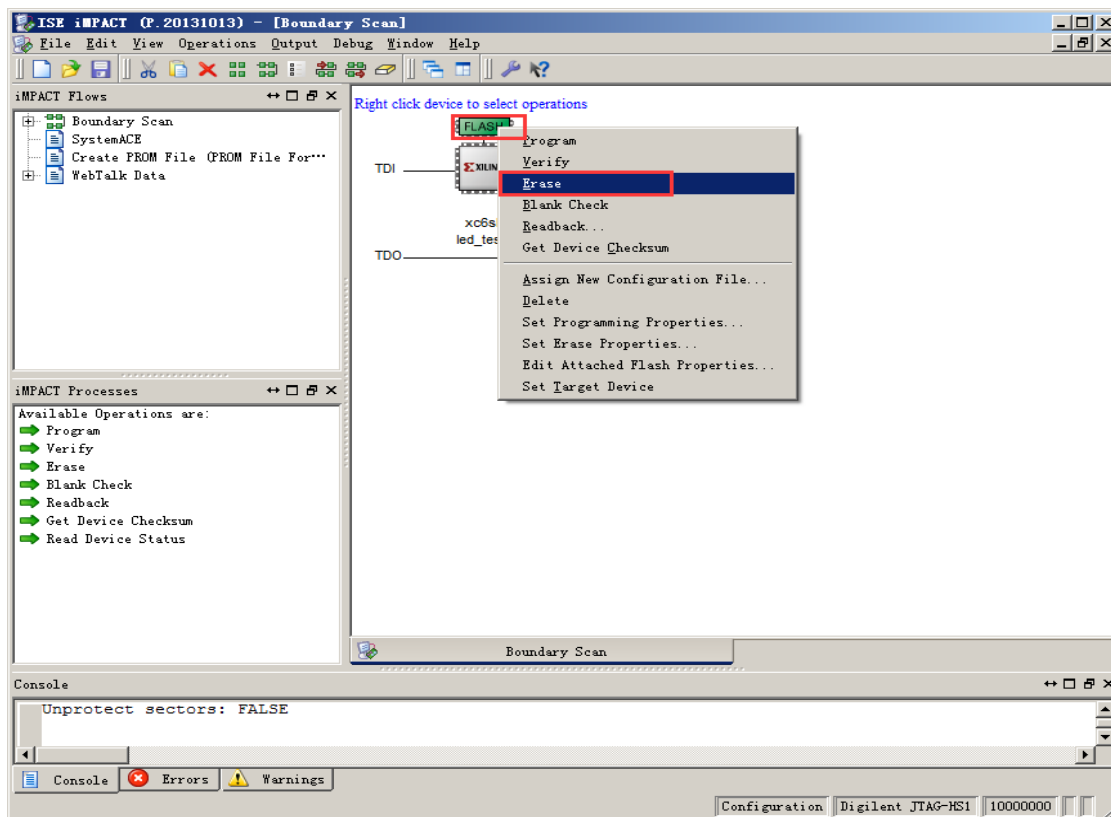 ISE iMPACT (P.20131013) - [Boundary Scan]
File Edit View Operations Output Debug Window Help
iMPACT Flows
Boundary Scan
SystemACE
Create PROM File (PROM File For...
WebTalk Data
Right click device to select operations
FLASH
TDI
XILIN
xc6s
led_tes
TDO
Program
Verify
Erase
Blank Check
Readback...
Get Device Checksum
Assign New Configuration File...
Delete
Set Programming Properties...
Set Erase Properties...
Edit Attached Flash Properties...
Set Target Device
iMPACT Processes
Available Operations are:
Program
Verify
Erase
Blank Check
Readback
Get Device Checksum
Read Device Status
Boundary Scan
Console
Unprotect sectors: FALSE
Console Errors Warnings
Configuration Digilent JTAG-HS1 10000000